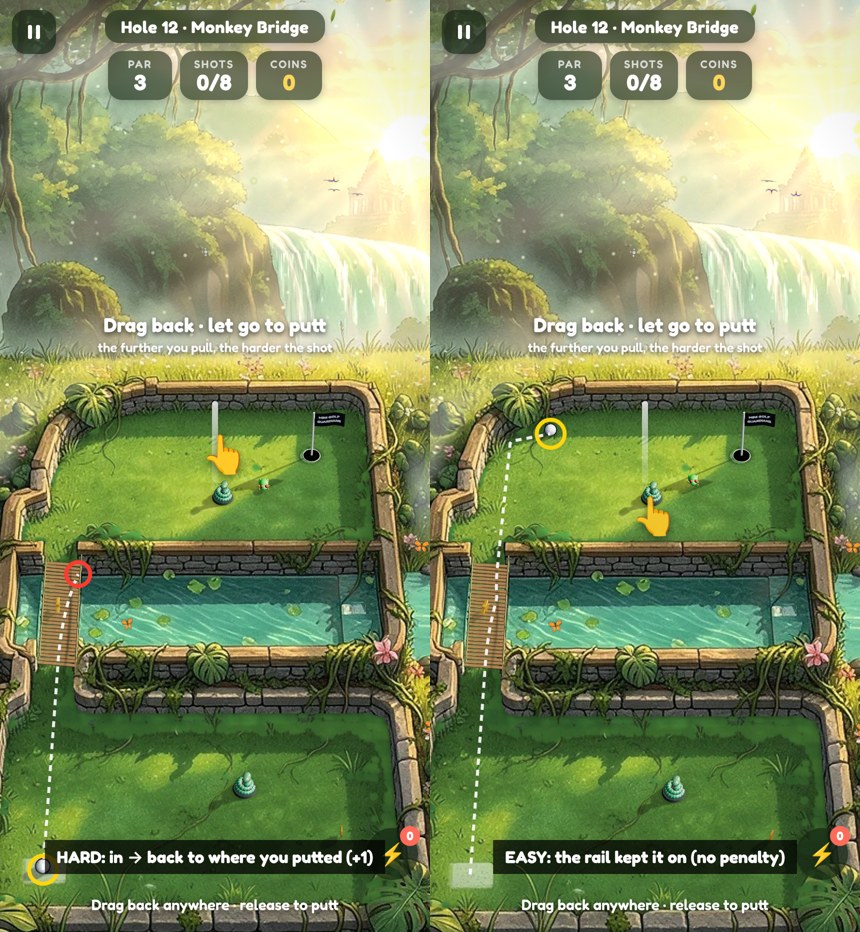 Hole 12 · Monkey Bridge
PAR
3
SHOTS
0/8
COINS
0
Drag back · let go to putt
the further you pull, the harder the shot
HARD: in → back to where you putted (+1)
0
Drag back anywhere · release to putt
Hole 12 · Monkey Bridge
PAR
3
SHOTS
0/8
COINS
0
Drag back · let go to putt
the further you pull, the harder the shot
EASY: the rail kept it on (no penalty)
0
Drag back anywhere · release to putt